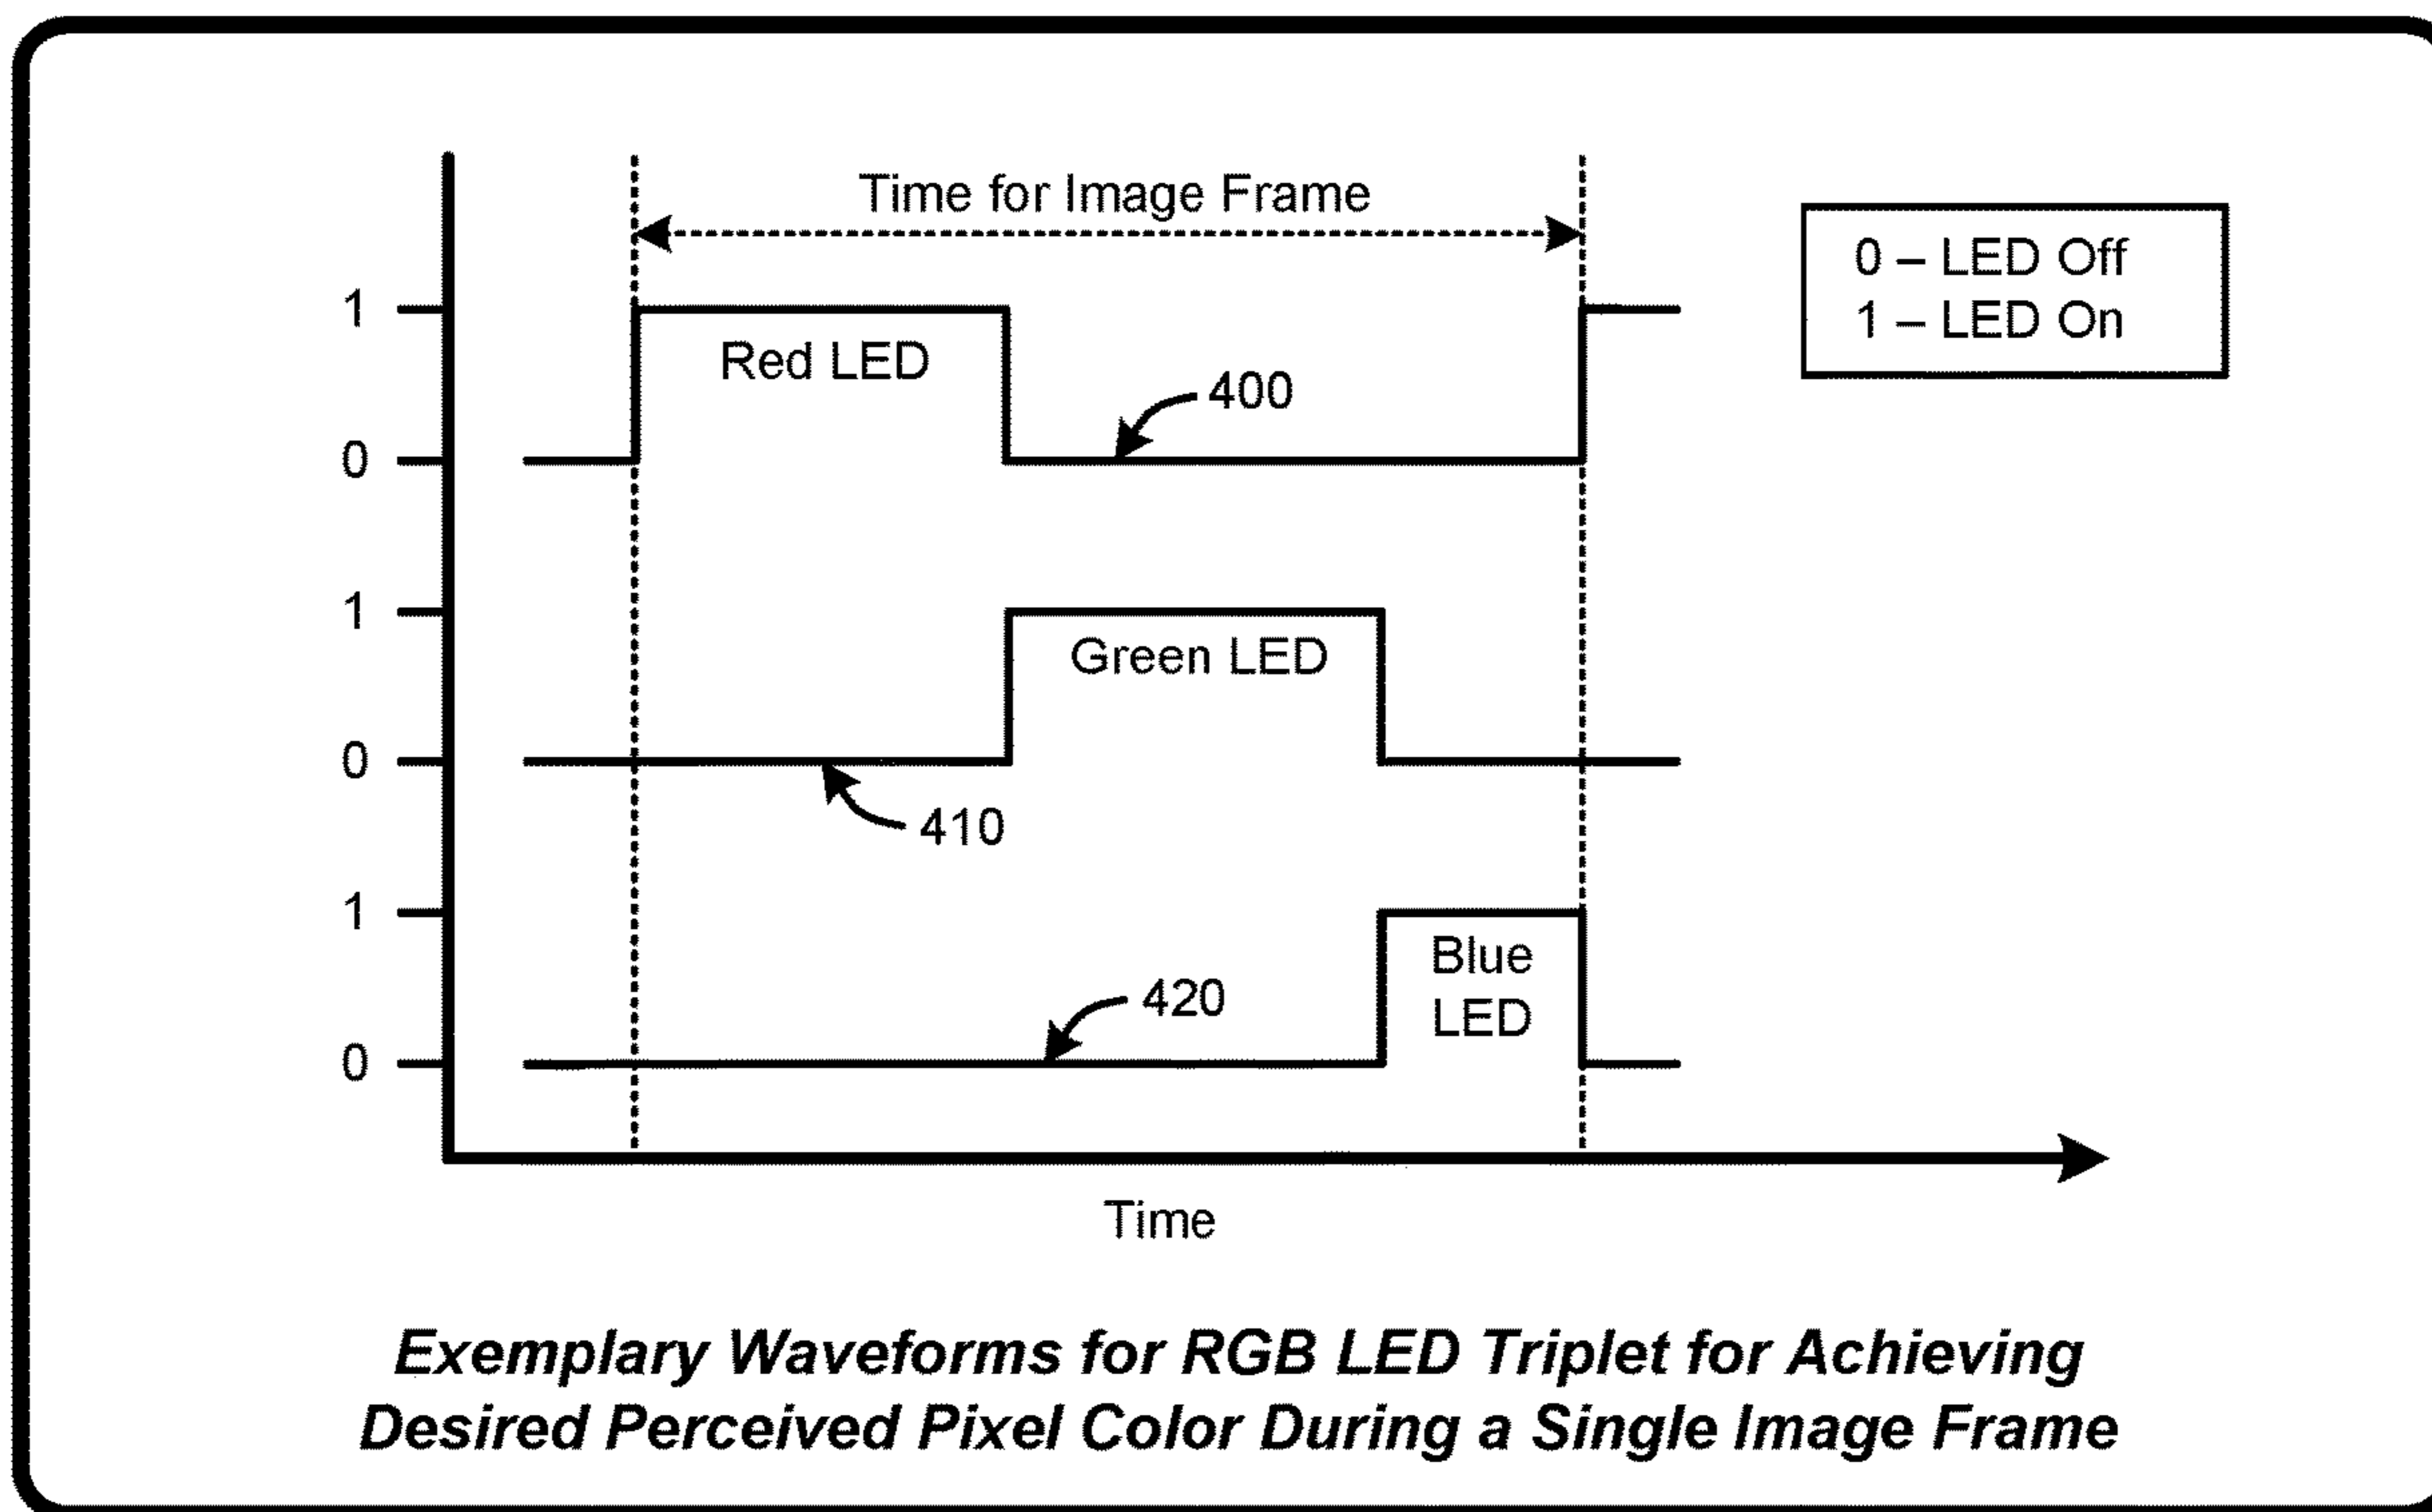 Time for Image Frame
0 – LED Off
1 – LED On
1
Red LED
400
0
1
Green LED
0
410
1
Blue
LED
420
0
Time
Exemplary Waveforms for RGB LED Triplet for Achieving
Desired Perceived Pixel Color During a Single Image Frame